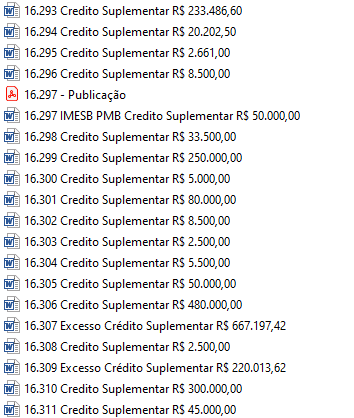 16.293 Credito Suplementar R$ 233.486,60
16.294 Credito Suplementar R$ 20.202,50
16.295 Credito Suplementar R$ 2.661,00
16.296 Credito Suplementar R$ 8.500,00
16.297 - Publicação
16.297 IMESB PMB Credito Suplementar R$ 50.000,00
16.298 Credito Suplementar R$ 33.500,00
16.299 Credito Suplementar R$ 250.000,00
16.300 Credito Suplementar R$ 5.000,00
16.301 Credito Suplementar R$ 80.000,00
16.302 Credito Suplementar R$ 8.500,00
16.303 Credito Suplementar R$ 2.500,00
16.304 Credito Suplementar R$ 5.500,00
16.305 Credito Suplementar R$ 50.000,00
16.306 Credito Suplementar R$ 480.000,00
16.307 Excesso Crédito Suplementar R$ 667.197,42
16.308 Credito Suplementar R$ 2.500,00
16.309 Excesso Crédito Suplementar R$ 220.013,62
16.310 Credito Suplementar R$ 300.000,00
16.311 Credito Suplementar R$ 45.000,00